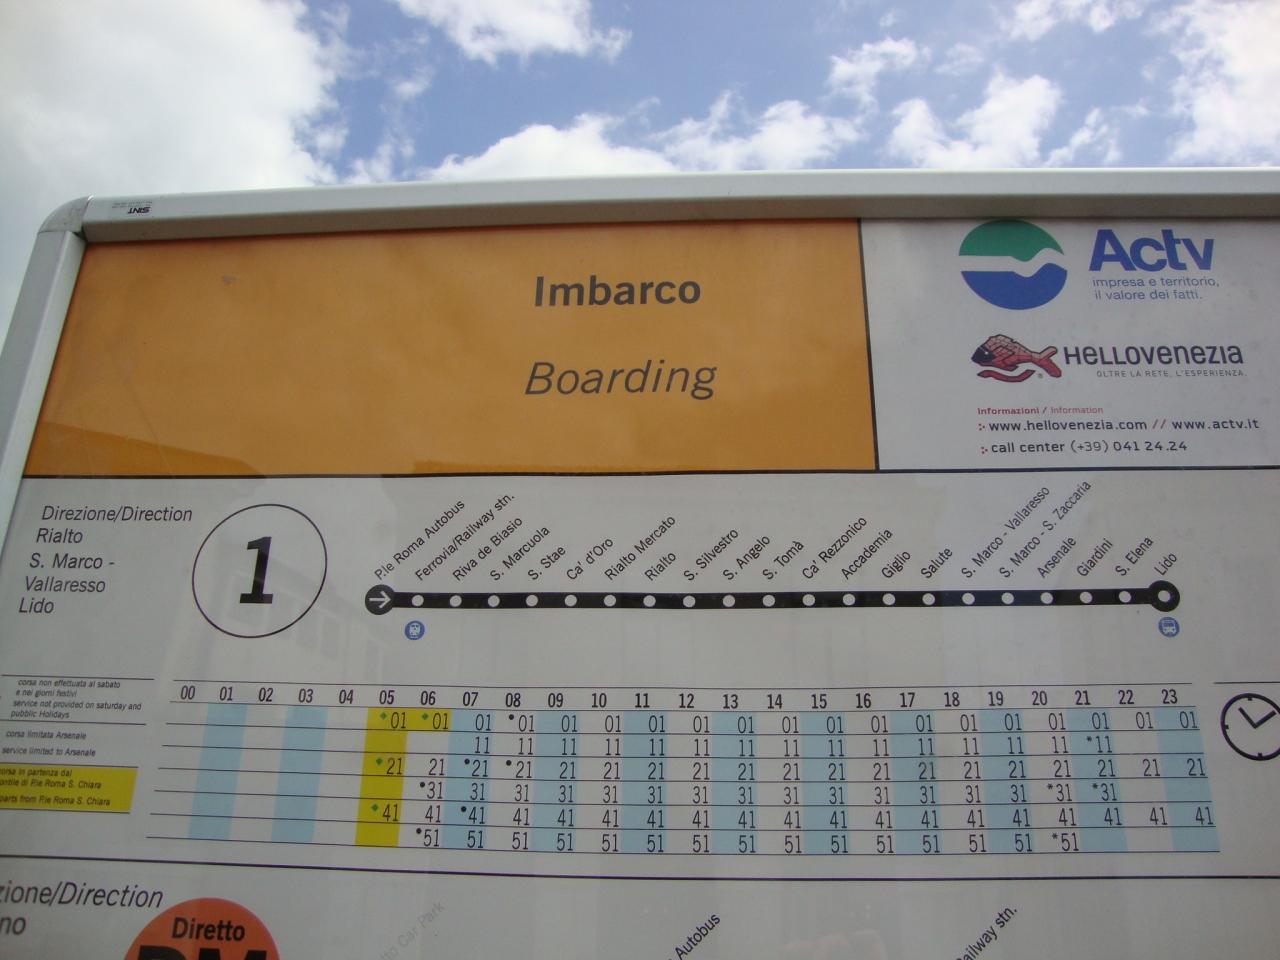 SINT
Imbarco
Boarding
Actv
impresa e territorio,
il valore dei fatti.
HELLOVENEZIA
OLTRE LA RETE, L'ESPERIENZA.
Informazioni / Information
www.hellovenezia.com // www.actv.it
call center (+39) 041 24.24
Direzione/Direction
Rialto
S. Marco -
Vallaresso
Lido
1
P.le Roma Autobus
Ferrovia/Railway stn.
Riva de Biasio
S. Marcuola
S. Stae
Ca' d'Oro
Rialto Mercato
Rialto
S. Silvestro
S. Angelo
S. Tomà
Ca' Rezzonico
Accademia
Giglio
Salute
S. Marco - Vallaresso
S. Marco - S. Zaccaria
Arsenale
Giardini
S. Elena
Lido
corsa non effettuata al sabato
e nei giorni festivi
service not provided on saturday and
pubblic Holidays
corsa limitata Arsenale
service limited to Arsenale
corsa in partenza dal
pontile di P.le Roma S. Chiara
parts from P.le Roma S. Chiara
00 01 02 03 04 05 06 07 08 09 10 11 12 13 14 15 16 17 18 19 20 21 22 23
01 01 01 01 01 01 01 01 01 01 01 01 01 01 01 01 01 01 01
11 11 11 11 11 11 11 11 11 11 11 11 11 11 *11
21 21 21 21 21 21 21 21 21 21 21 21 21 21 21 21 21 21 21
31 31 31 31 31 31 31 31 31 31 31 31 31 31 *31 *31
41 41 41 41 41 41 41 41 41 41 41 41 41 41 41 41 41 41 41
51 51 51 51 51 51 51 51 51 51 51 51 51 51 *51
zione/Direction
no
Diretto
to Car Park
Autobus
ailway stn.